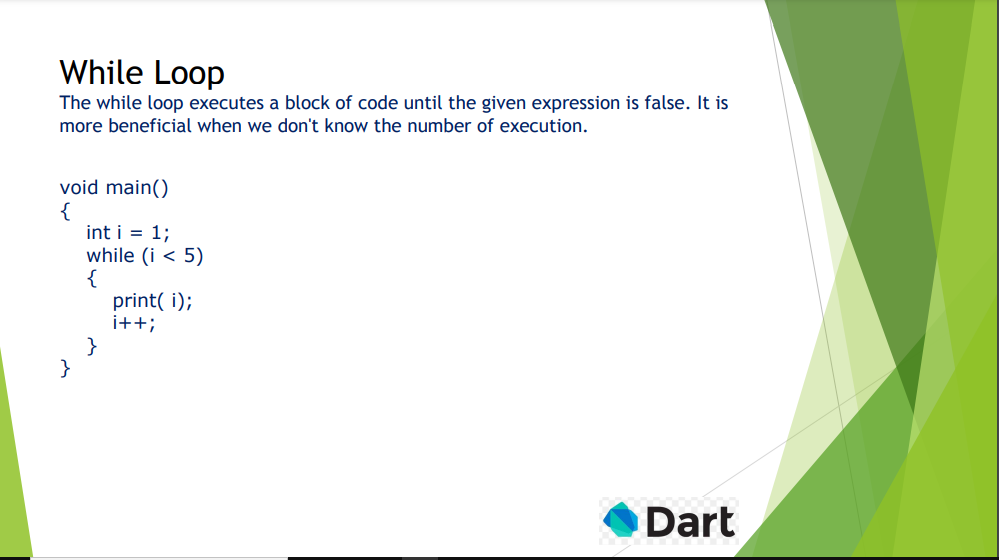 While Loop
The while loop executes a block of code until the given expression is false. It is
more beneficial when we don't know the number of execution.
void main()
{
int i = 1;
while (i < 5)
{
print( i);
i++;
}
}
Dart